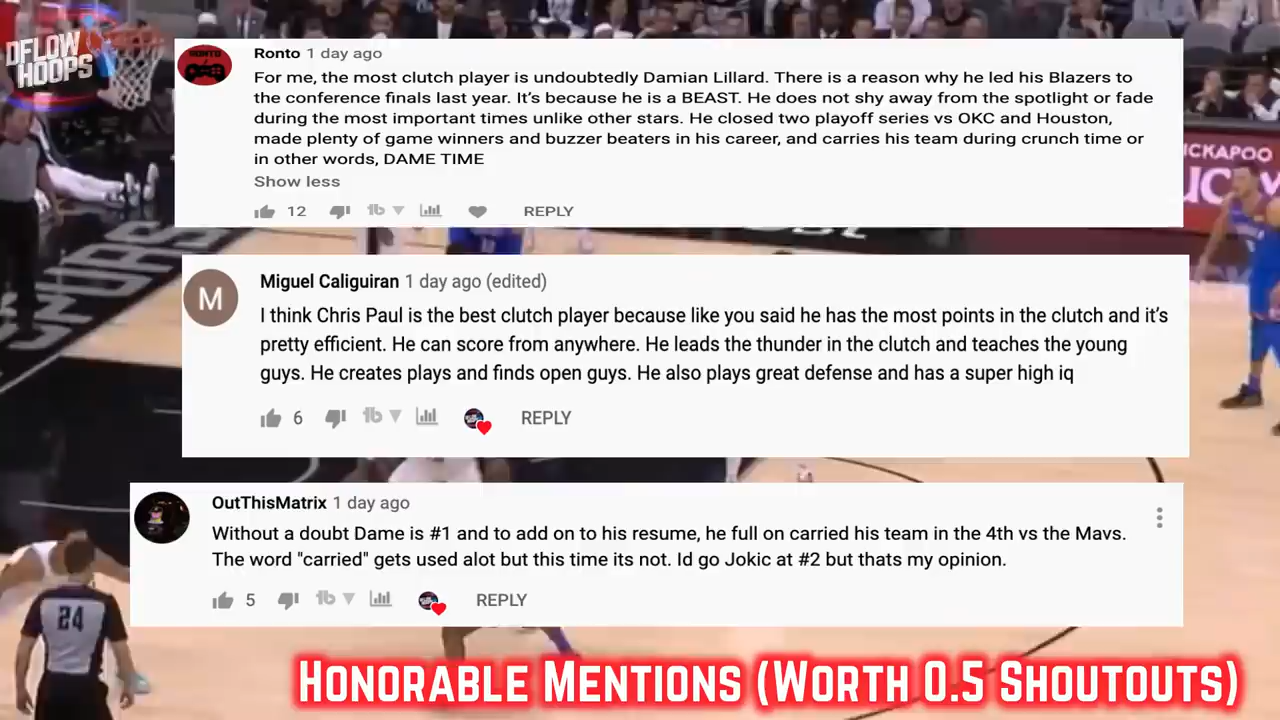 DFLOW
HOOPS
RONTO
Ronto 1 day ago
For me, the most clutch player is undoubtedly Damian Lillard. There is a reason why he led his Blazers to
the conference finals last year. It's because he is a BEAST. He does not shy away from the spotlight or fade
during the most important times unlike other stars. He closed two playoff series vs OKC and Houston,
made plenty of game winners and buzzer beaters in his career, and carries his team during crunch time or
in other words, DAME TIME
Show less
12 REPLY
ICKAPOO
M
Miguel Caliguiran 1 day ago (edited)
I think Chris Paul is the best clutch player because like you said he has the most points in the clutch and it's
pretty efficient. He can score from anywhere. He leads the thunder in the clutch and teaches the young
guys. He creates plays and finds open guys. He also plays great defense and has a super high iq
6 REPLY
OutThisMatrix 1 day ago
Without a doubt Dame is #1 and to add on to his resume, he full on carried his team in the 4th vs the Mavs.
The word "carried" gets used alot but this time its not. Id go Jokic at #2 but thats my opinion.
5 REPLY
24
Honorable Mentions (Worth 0.5 Shoutouts)